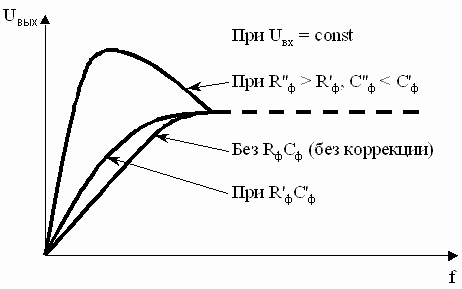 Uвых
При Uвх = const
При R''ф > R'ф, C''ф < C'ф
Без RфCф (без коррекции)
При R'фC'ф
f